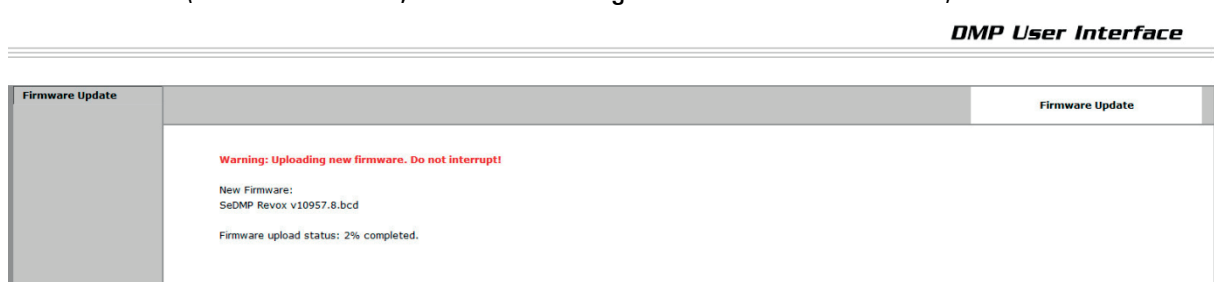 DMP User Interface
Firmware Update
Firmware Update
Warning: Uploading new firmware. Do not interrupt!
New Firmware:
SeDMP Revox v10957.8.bcd
Firmware upload status: 2% completed.